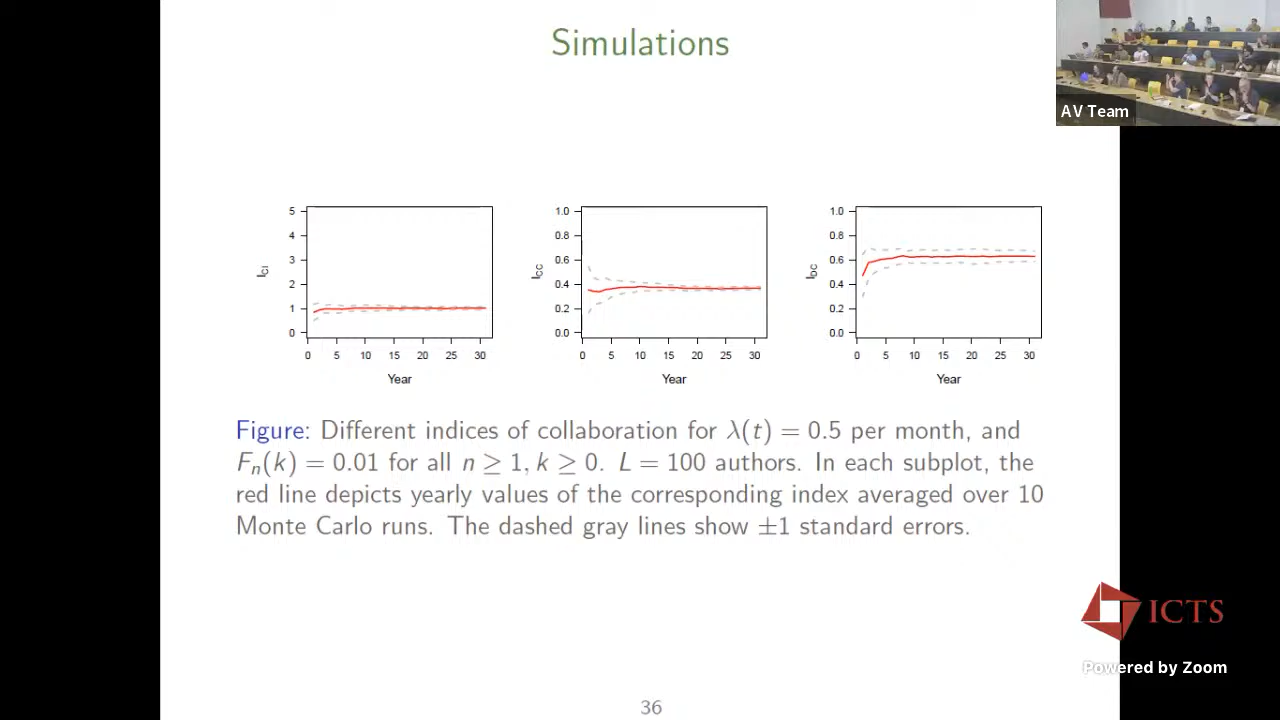 Simulations
AV Team
5
4
3
2
1
0
I_CI
0 5 10 15 20 25 30
Year
1.0
0.8
0.6
0.4
0.2
0.0
I_CC
0 5 10 15 20 25 30
Year
1.0
0.8
0.6
0.4
0.2
0.0
I_DC
0 5 10 15 20 25 30
Year
Figure: Different indices of collaboration for λ(t) = 0.5 per month, and
F_n(k) = 0.01 for all n ≥ 1, k ≥ 0. L = 100 authors. In each subplot, the
red line depicts yearly values of the corresponding index averaged over 10
Monte Carlo runs. The dashed gray lines show ±1 standard errors.
ICTS
Powered by Zoom
36